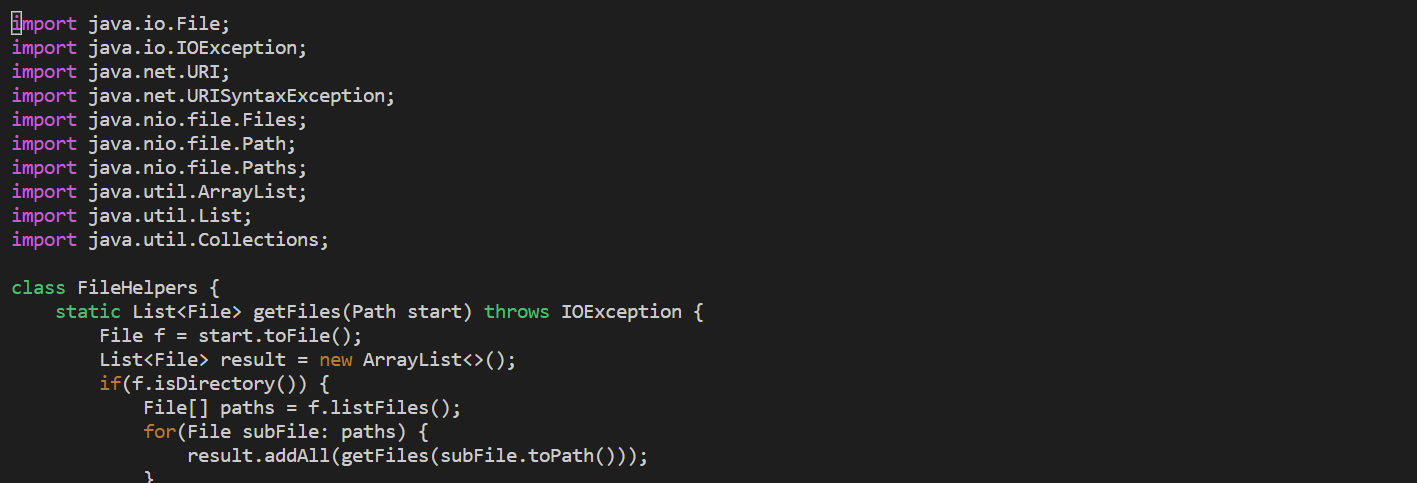 import java.io.File;
import java.io.IOException;
import java.net.URI;
import java.net.URISyntaxException;
import java.nio.file.Files;
import java.nio.file.Path;
import java.nio.file.Paths;
import java.util.ArrayList;
import java.util.List;
import java.util.Collections;

class FileHelpers {
    static List<File> getFiles(Path start) throws IOException {
        File f = start.toFile();
        List<File> result = new ArrayList<>();
        if(f.isDirectory()) {
            File[] paths = f.listFiles();
            for(File subFile: paths) {
                result.addAll(getFiles(subFile.toPath()));
            }